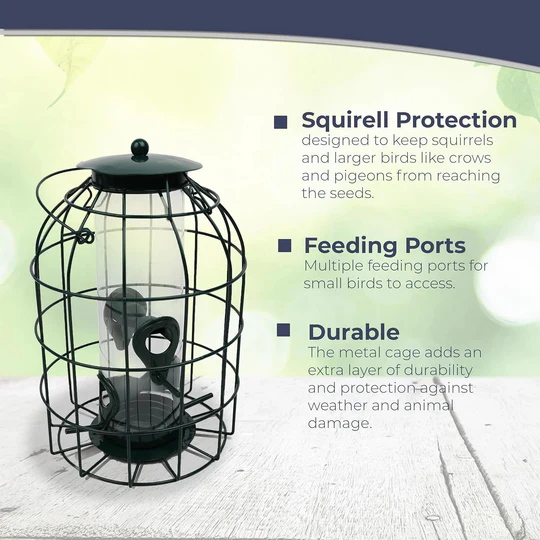 Squirell Protection
designed to keep squirrels
and larger birds like crows
and pigeons from reaching
the seeds.
Feeding Ports
Multiple feeding ports for
small birds to access.
Durable
The metal cage adds an
extra layer of durability
and protection against
weather and animal
damage.